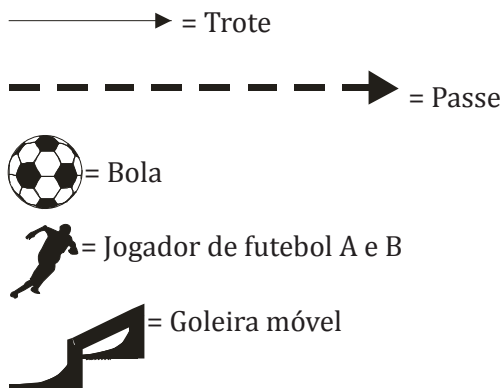 = Trote
= Passe
= Bola
= Jogador de futebol A e B
= Goleira móvel